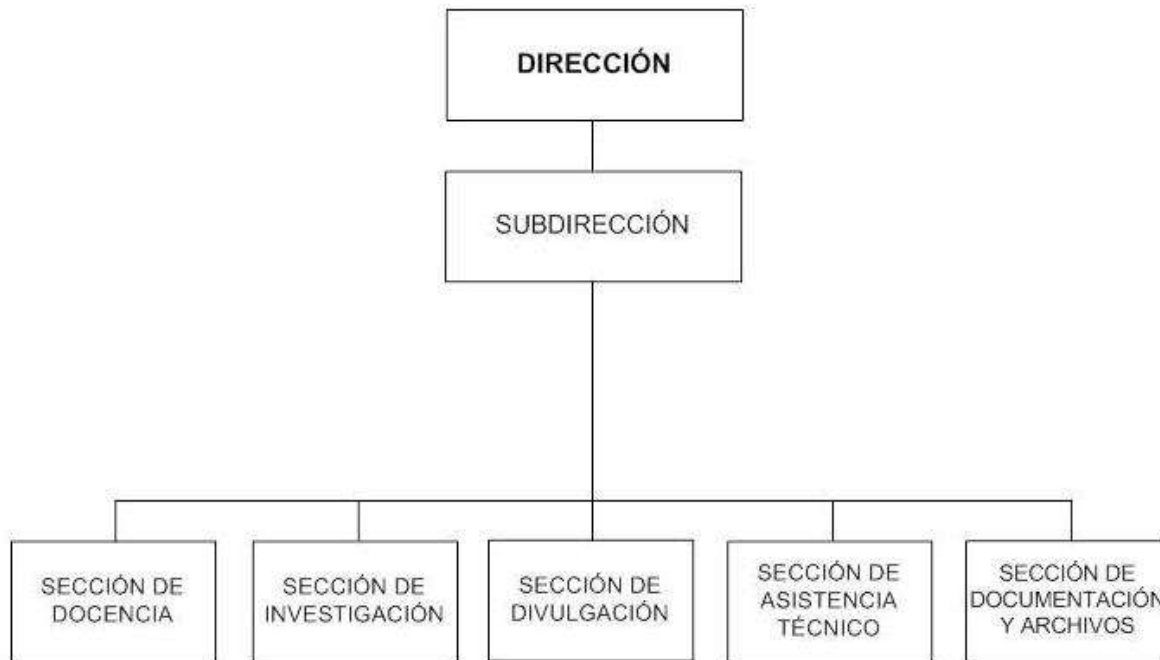 DIRECCIÓN
SUBDIRECCIÓN
SECCIÓN DE
DOCENCIA
SECCIÓN DE
INVESTIGACIÓN
SECCIÓN DE
DIVULGACIÓN
SECCIÓN DE
ASISTENCIA
TÉCNICO
SECCIÓN DE
DOCUMENTACIÓN
Y ARCHIVOS